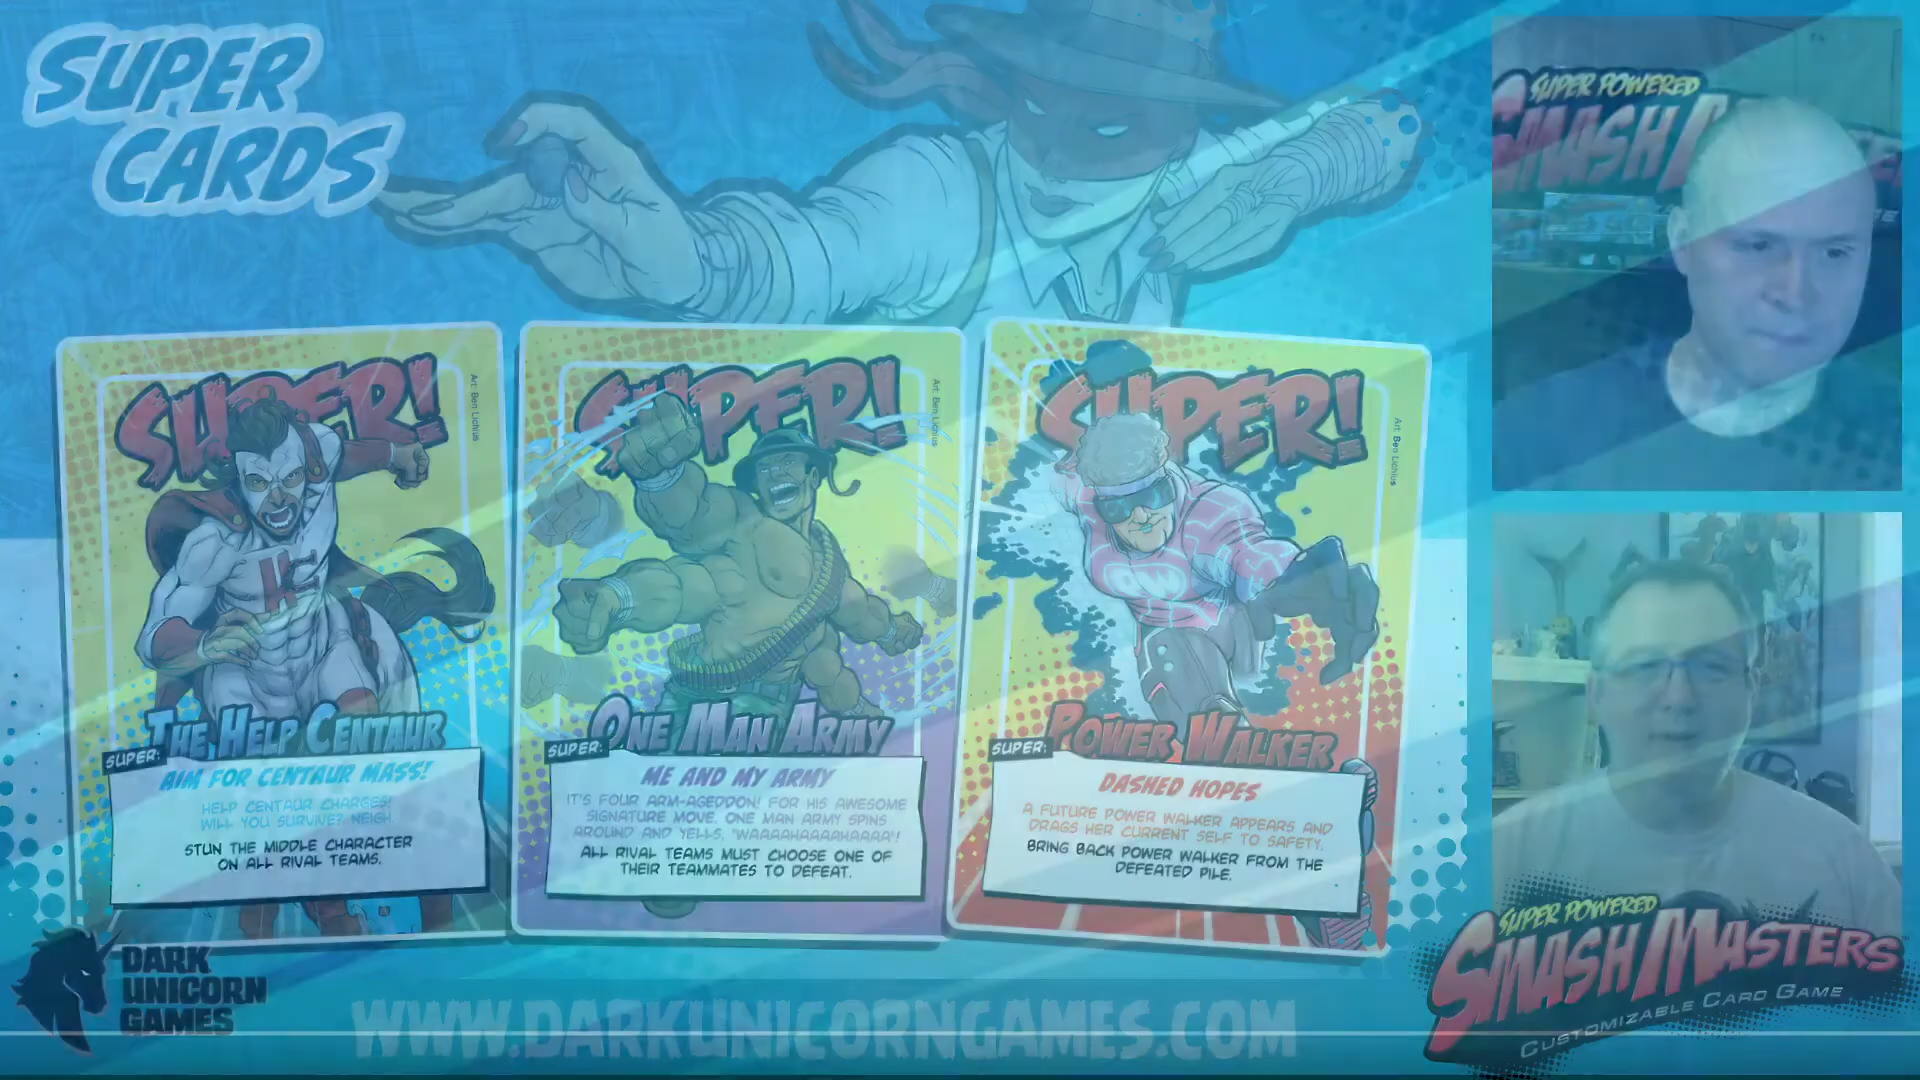 SUPER
CARDS
SUPER POWERED
SMASH
SUPER!
Art: Ben Lichius
THE HELP CENTAUR
SUPER:
AIM FOR CENTAUR MASS!
HELP CENTAUR CHARGES!
WILL YOU SURVIVE? NEIGH.
STUN THE MIDDLE CHARACTER
ON ALL RIVAL TEAMS.
SUPER!
Art: Ben Lichius
ONE MAN ARMY
SUPER:
ME AND MY ARMY
IT'S FOUR ARM-AGEDDON! FOR HIS AWESOME
SIGNATURE MOVE, ONE MAN ARMY SPINS
AROUND AND YELLS, "WAAAAHAAAAHAAAA"!
ALL RIVAL TEAMS MUST CHOOSE ONE OF
THEIR TEAMMATES TO DEFEAT.
SUPER!
Art: Ben Lichius
PW
POWER WALKER
SUPER:
DASHED HOPES
A FUTURE POWER WALKER APPEARS AND
DRAGS HER CURRENT SELF TO SAFETY.
BRING BACK POWER WALKER FROM THE
DEFEATED PILE.
DARK
UNICORN
GAMES
WWW.DARKUNICORNGAMES.COM
SUPER POWERED
SMASH MASTERS
CUSTOMIZABLE CARD GAME